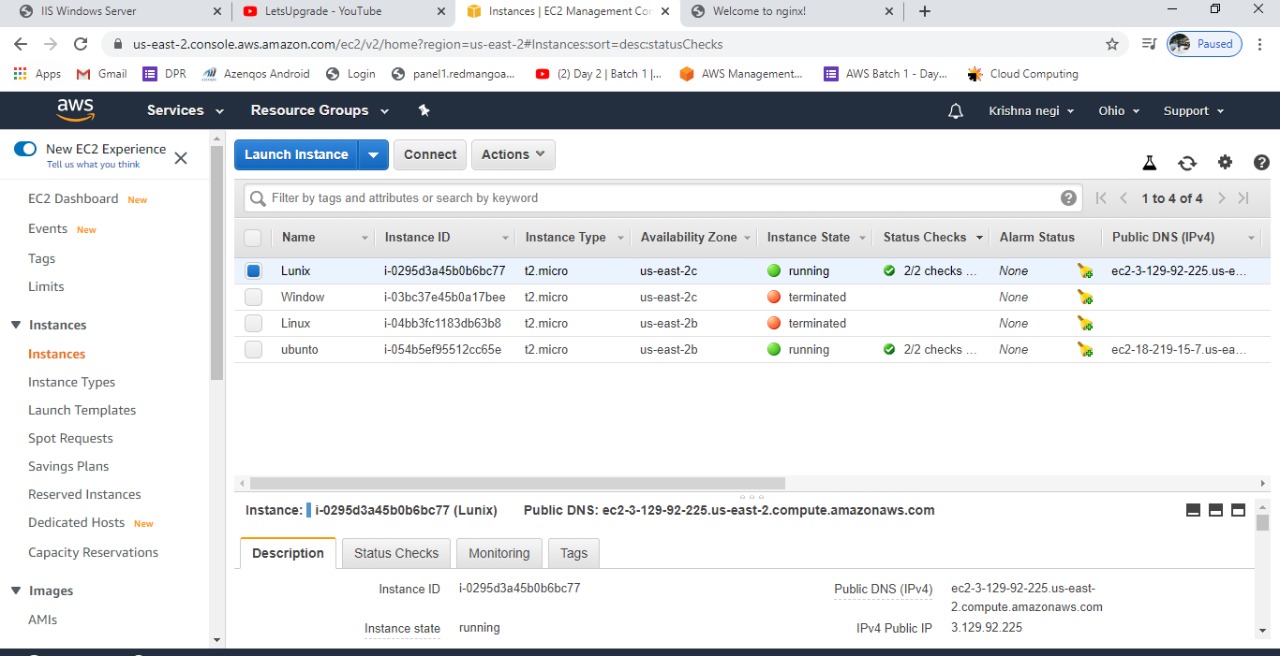 IIS Windows Server
LetsUpgrade - YouTube
Instances | EC2 Management Con
Welcome to nginx!
us-east-2.console.aws.amazon.com/ec2/v2/home?region=us-east-2#Instances:sort=desc:statusChecks
Paused
Apps Gmail DPR Azenqos Android Login panel1.redmangoa... (2) Day 2 | Batch 1 |... AWS Management... AWS Batch 1 - Day... Cloud Computing
aws Services Resource Groups Krishna negi Ohio Support
New EC2 Experience
Tell us what you think
EC2 Dashboard New
Events New
Tags
Limits
Instances
Instances
Instance Types
Launch Templates
Spot Requests
Savings Plans
Reserved Instances
Dedicated Hosts New
Capacity Reservations
Images
AMIs
Launch Instance Connect Actions
Filter by tags and attributes or search by keyword
1 to 4 of 4
Name Instance ID Instance Type Availability Zone Instance State Status Checks Alarm Status Public DNS (IPv4)
Lunix i-0295d3a45b0b6bc77 t2.micro us-east-2c running 2/2 checks ... None ec2-3-129-92-225.us-e...
Window i-03bc37e45b0a17bee t2.micro us-east-2c terminated None
Linux i-04bb3fc1183db63b8 t2.micro us-east-2b terminated None
ubunto i-054b5ef95512cc65e t2.micro us-east-2b running 2/2 checks ... None ec2-18-219-15-7.us-ea...
Instance: i-0295d3a45b0b6bc77 (Lunix) Public DNS: ec2-3-129-92-225.us-east-2.compute.amazonaws.com
Description Status Checks Monitoring Tags
Instance ID i-0295d3a45b0b6bc77
Public DNS (IPv4) ec2-3-129-92-225.us-east-
2.compute.amazonaws.com
Instance state running
IPv4 Public IP 3.129.92.225